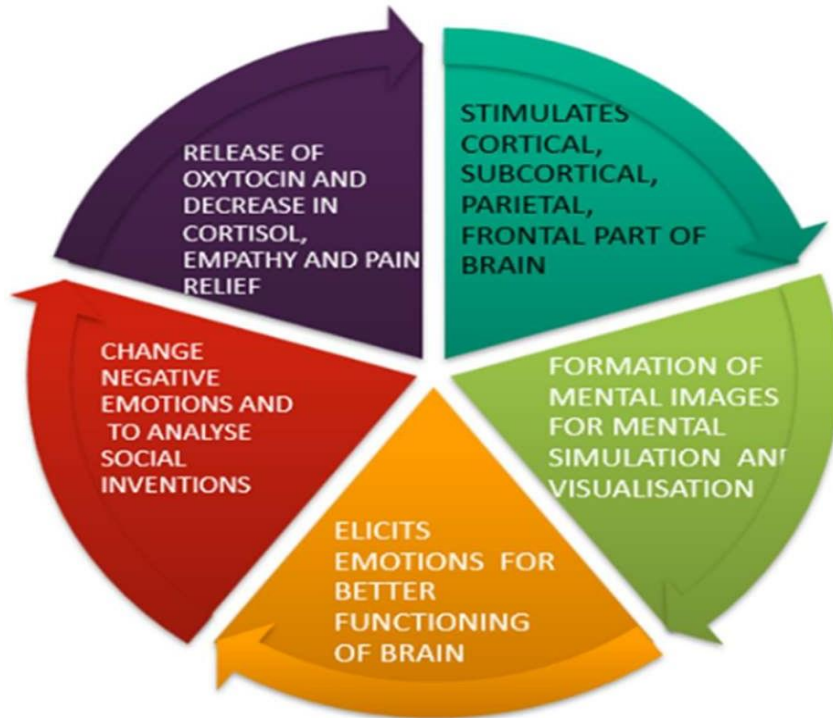 STIMULATES
CORTICAL,
SUBCORTICAL,
PARIETAL,
FRONTAL PART OF
BRAIN
FORMATION OF
MENTAL IMAGES
FOR MENTAL
SIMULATION AND
VISUALISATION
ELICITS
EMOTIONS FOR
BETTER
FUNCTIONING
OF BRAIN
CHANGE
NEGATIVE
EMOTIONS AND
TO ANALYSE
SOCIAL
INVENTIONS
RELEASE OF
OXYTOCIN AND
DECREASE IN
CORTISOL,
EMPATHY AND PAIN
RELIEF